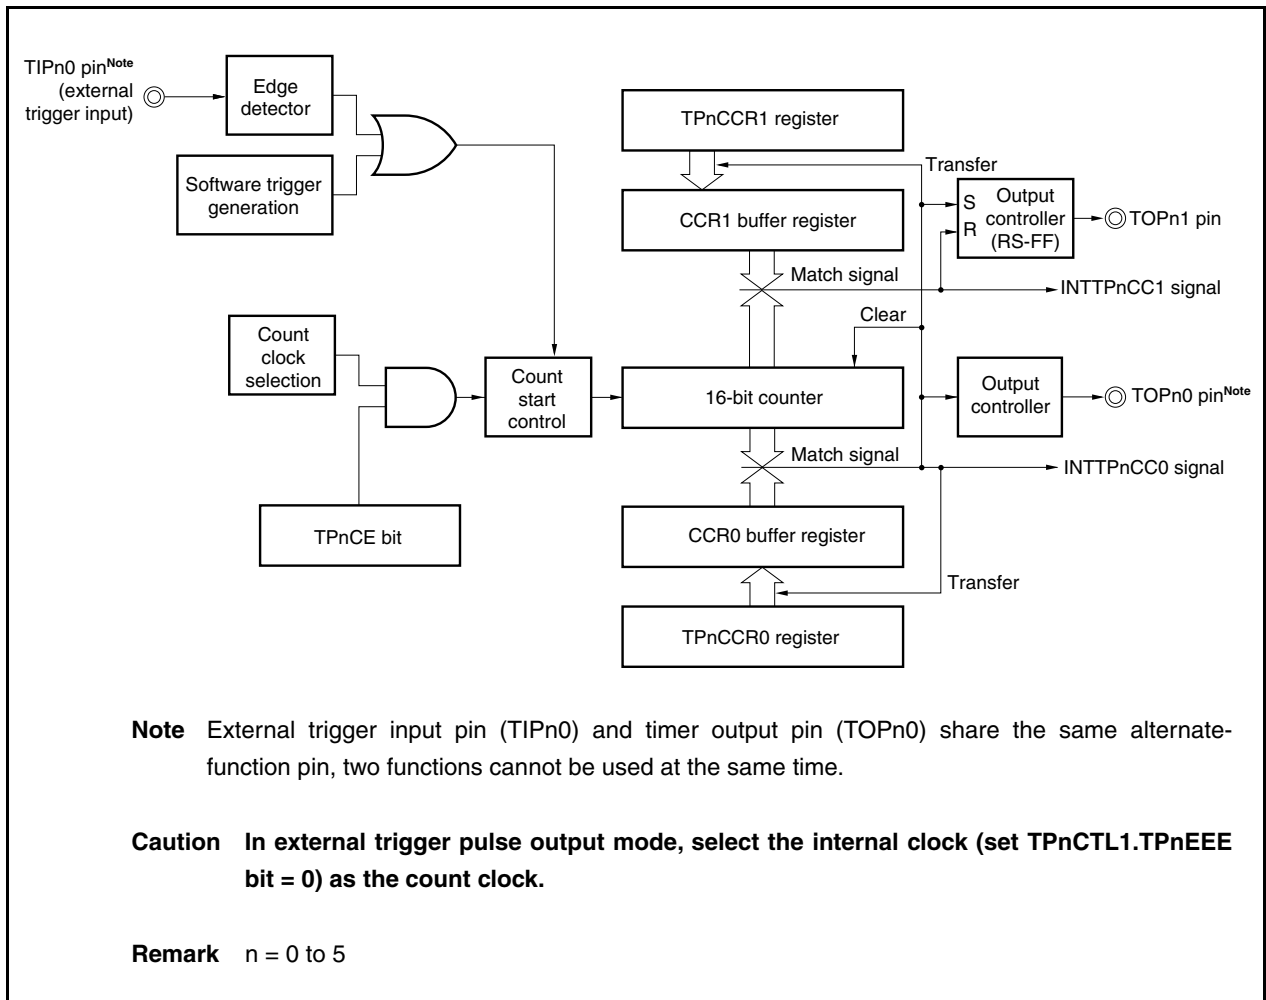 TIPn0 pinNote
(external
trigger input)
Edge
detector
Software trigger
generation
TPnCCR1 register
Transfer
CCR1 buffer register
S
R
Output
controller
(RS-FF)
TOPn1 pin
Match signal
INTTPnCC1 signal
Clear
Count
clock
selection
Count
start
control
16-bit counter
Output
controller
TOPn0 pinNote
Match signal
INTTPnCC0 signal
TPnCE bit
CCR0 buffer register
Transfer
TPnCCR0 register
Note External trigger input pin (TIPn0) and timer output pin (TOPn0) share the same alternate-
function pin, two functions cannot be used at the same time.
Caution In external trigger pulse output mode, select the internal clock (set TPnCTL1.TPnEEE
bit = 0) as the count clock.
Remark n = 0 to 5